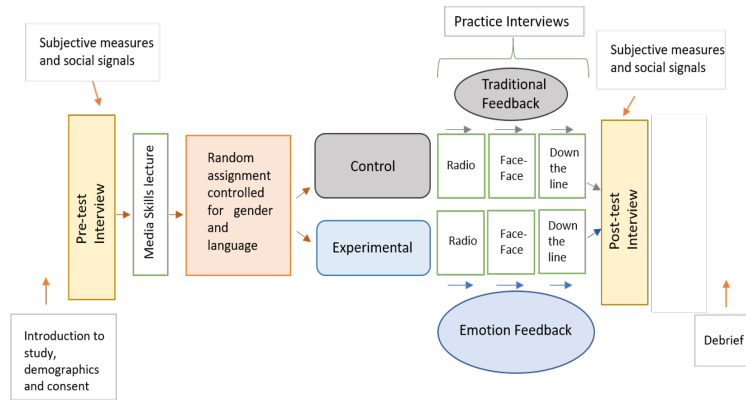 Practice Interviews
Subjective measures
and social signals
Subjective measures
and social signals
Traditional
Feedback
Pre-test
Interview
Media Skills lecture
Random
assignment
controlled
for gender
and
language
Control
Radio
Face-
Face
Down
the
line
Experimental
Radio
Face-
Face
Down
the
line
Post-test
Interview
Emotion Feedback
Introduction to
study,
demographics
and consent
Debrief